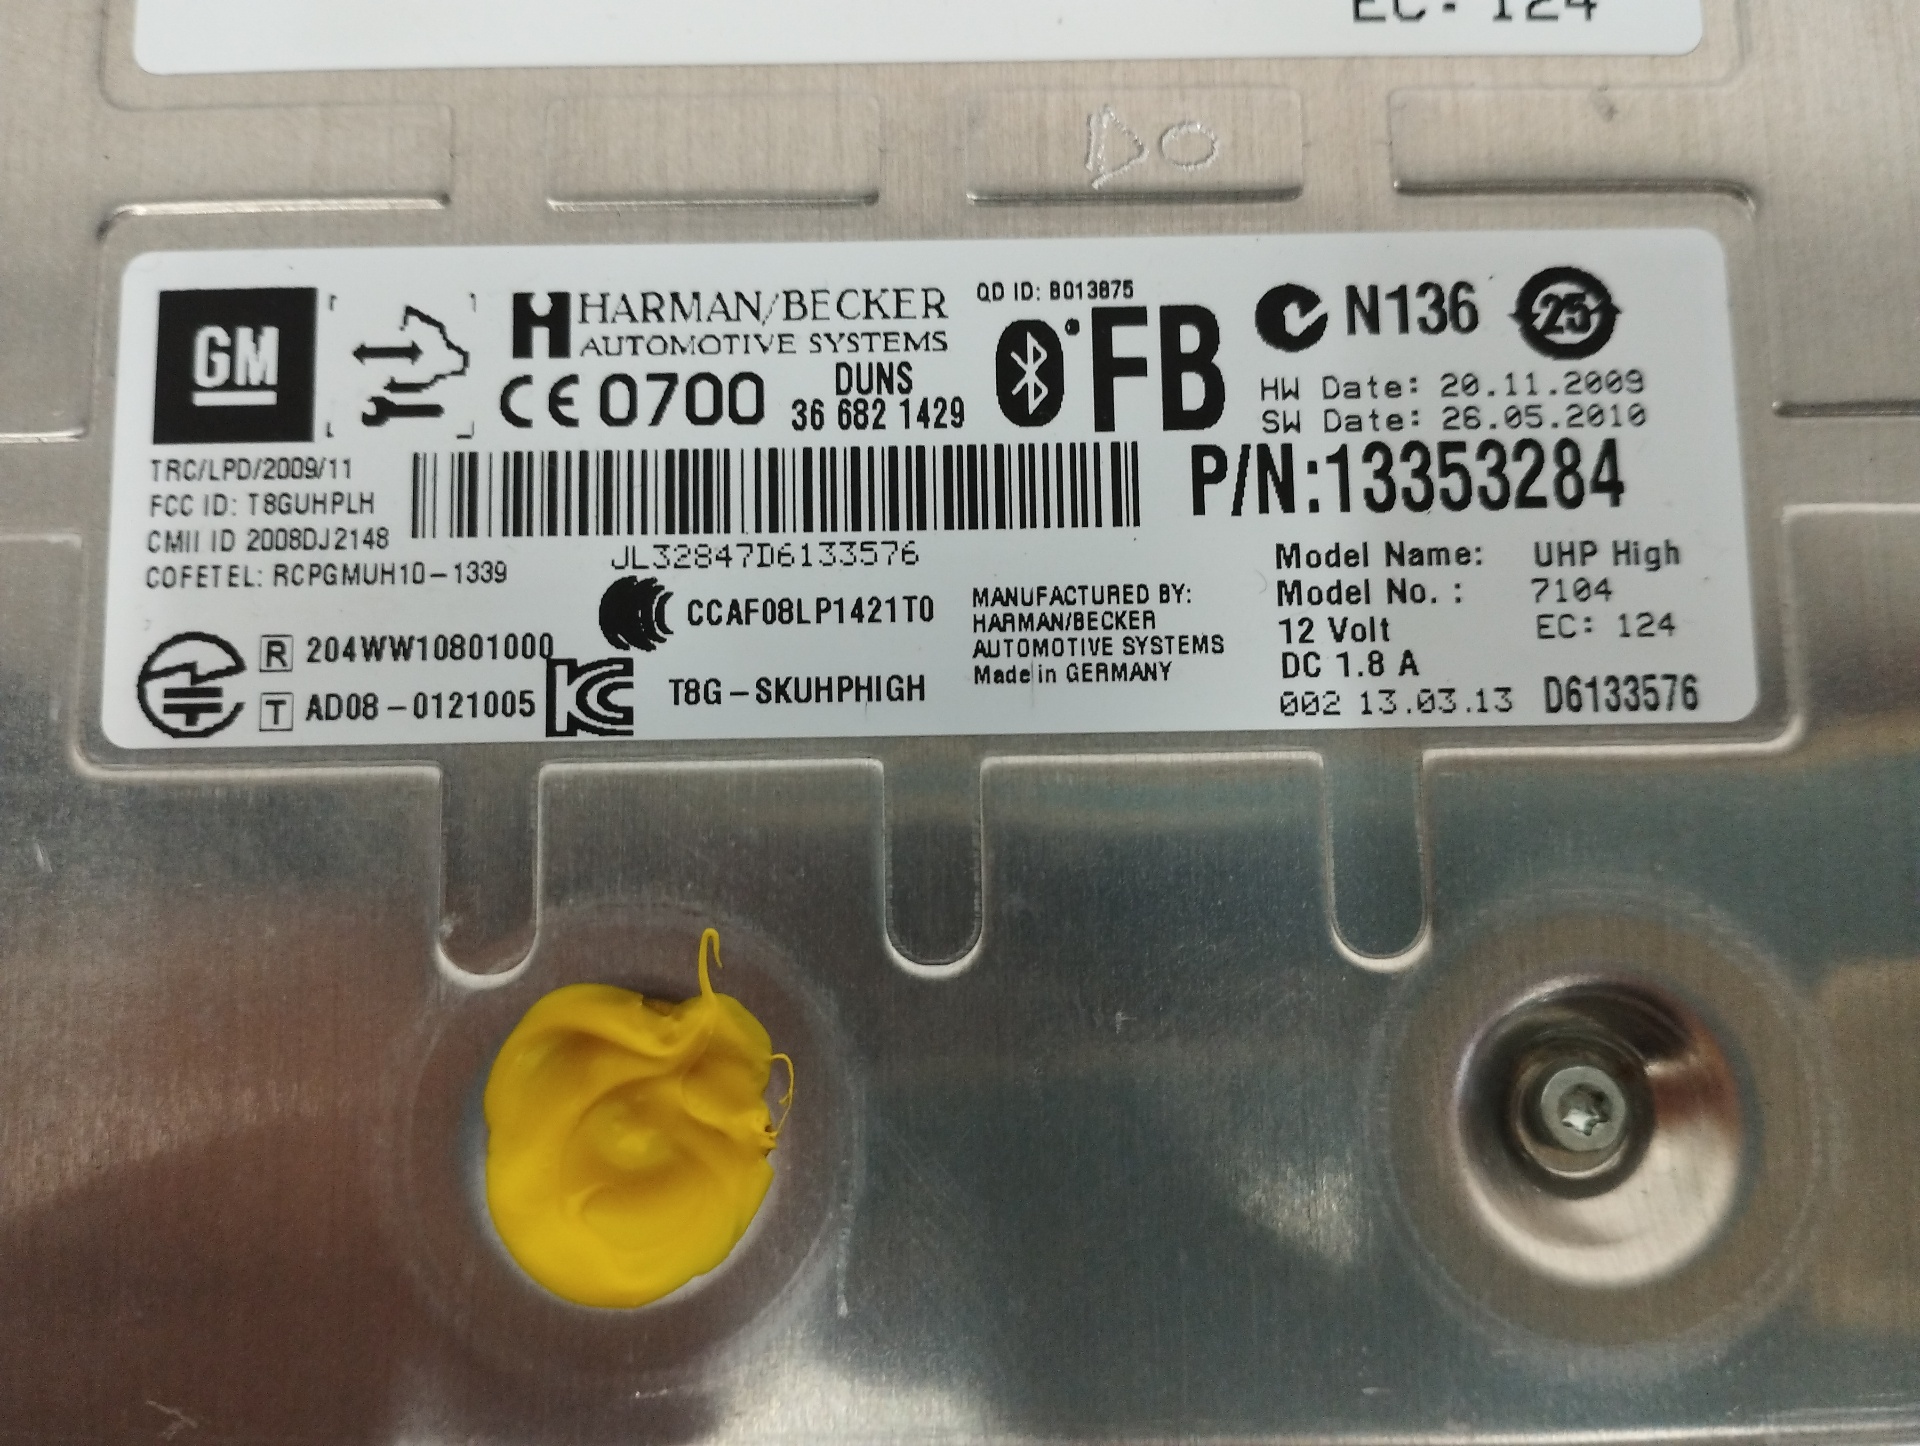 EC: 124
DO
GM
HARMAN/BECKER
AUTOMOTIVE SYSTEMS
CE 0700
DUNS
36 682 1429
QD ID: B013875
FB
N136
25
HW Date: 20.11.2009
SW Date: 26.05.2010
P/N:13353284
TRC/LPD/2009/11
FCC ID: T8GUHPLH
CMII ID 2008DJ2148
COFETEL: RCPGMUH10-1339
JL32847D6133576
CCAF08LP1421T0
R 204WW10801000
T AD08-0121005
KC
T8G-SKUHPHIGH
MANUFACTURED BY:
HARMAN/BECKER
AUTOMOTIVE SYSTEMS
Made in GERMANY
Model Name: UHP High
Model No. : 7104
12 Volt EC: 124
DC 1.8 A
002 13.03.13 D6133576